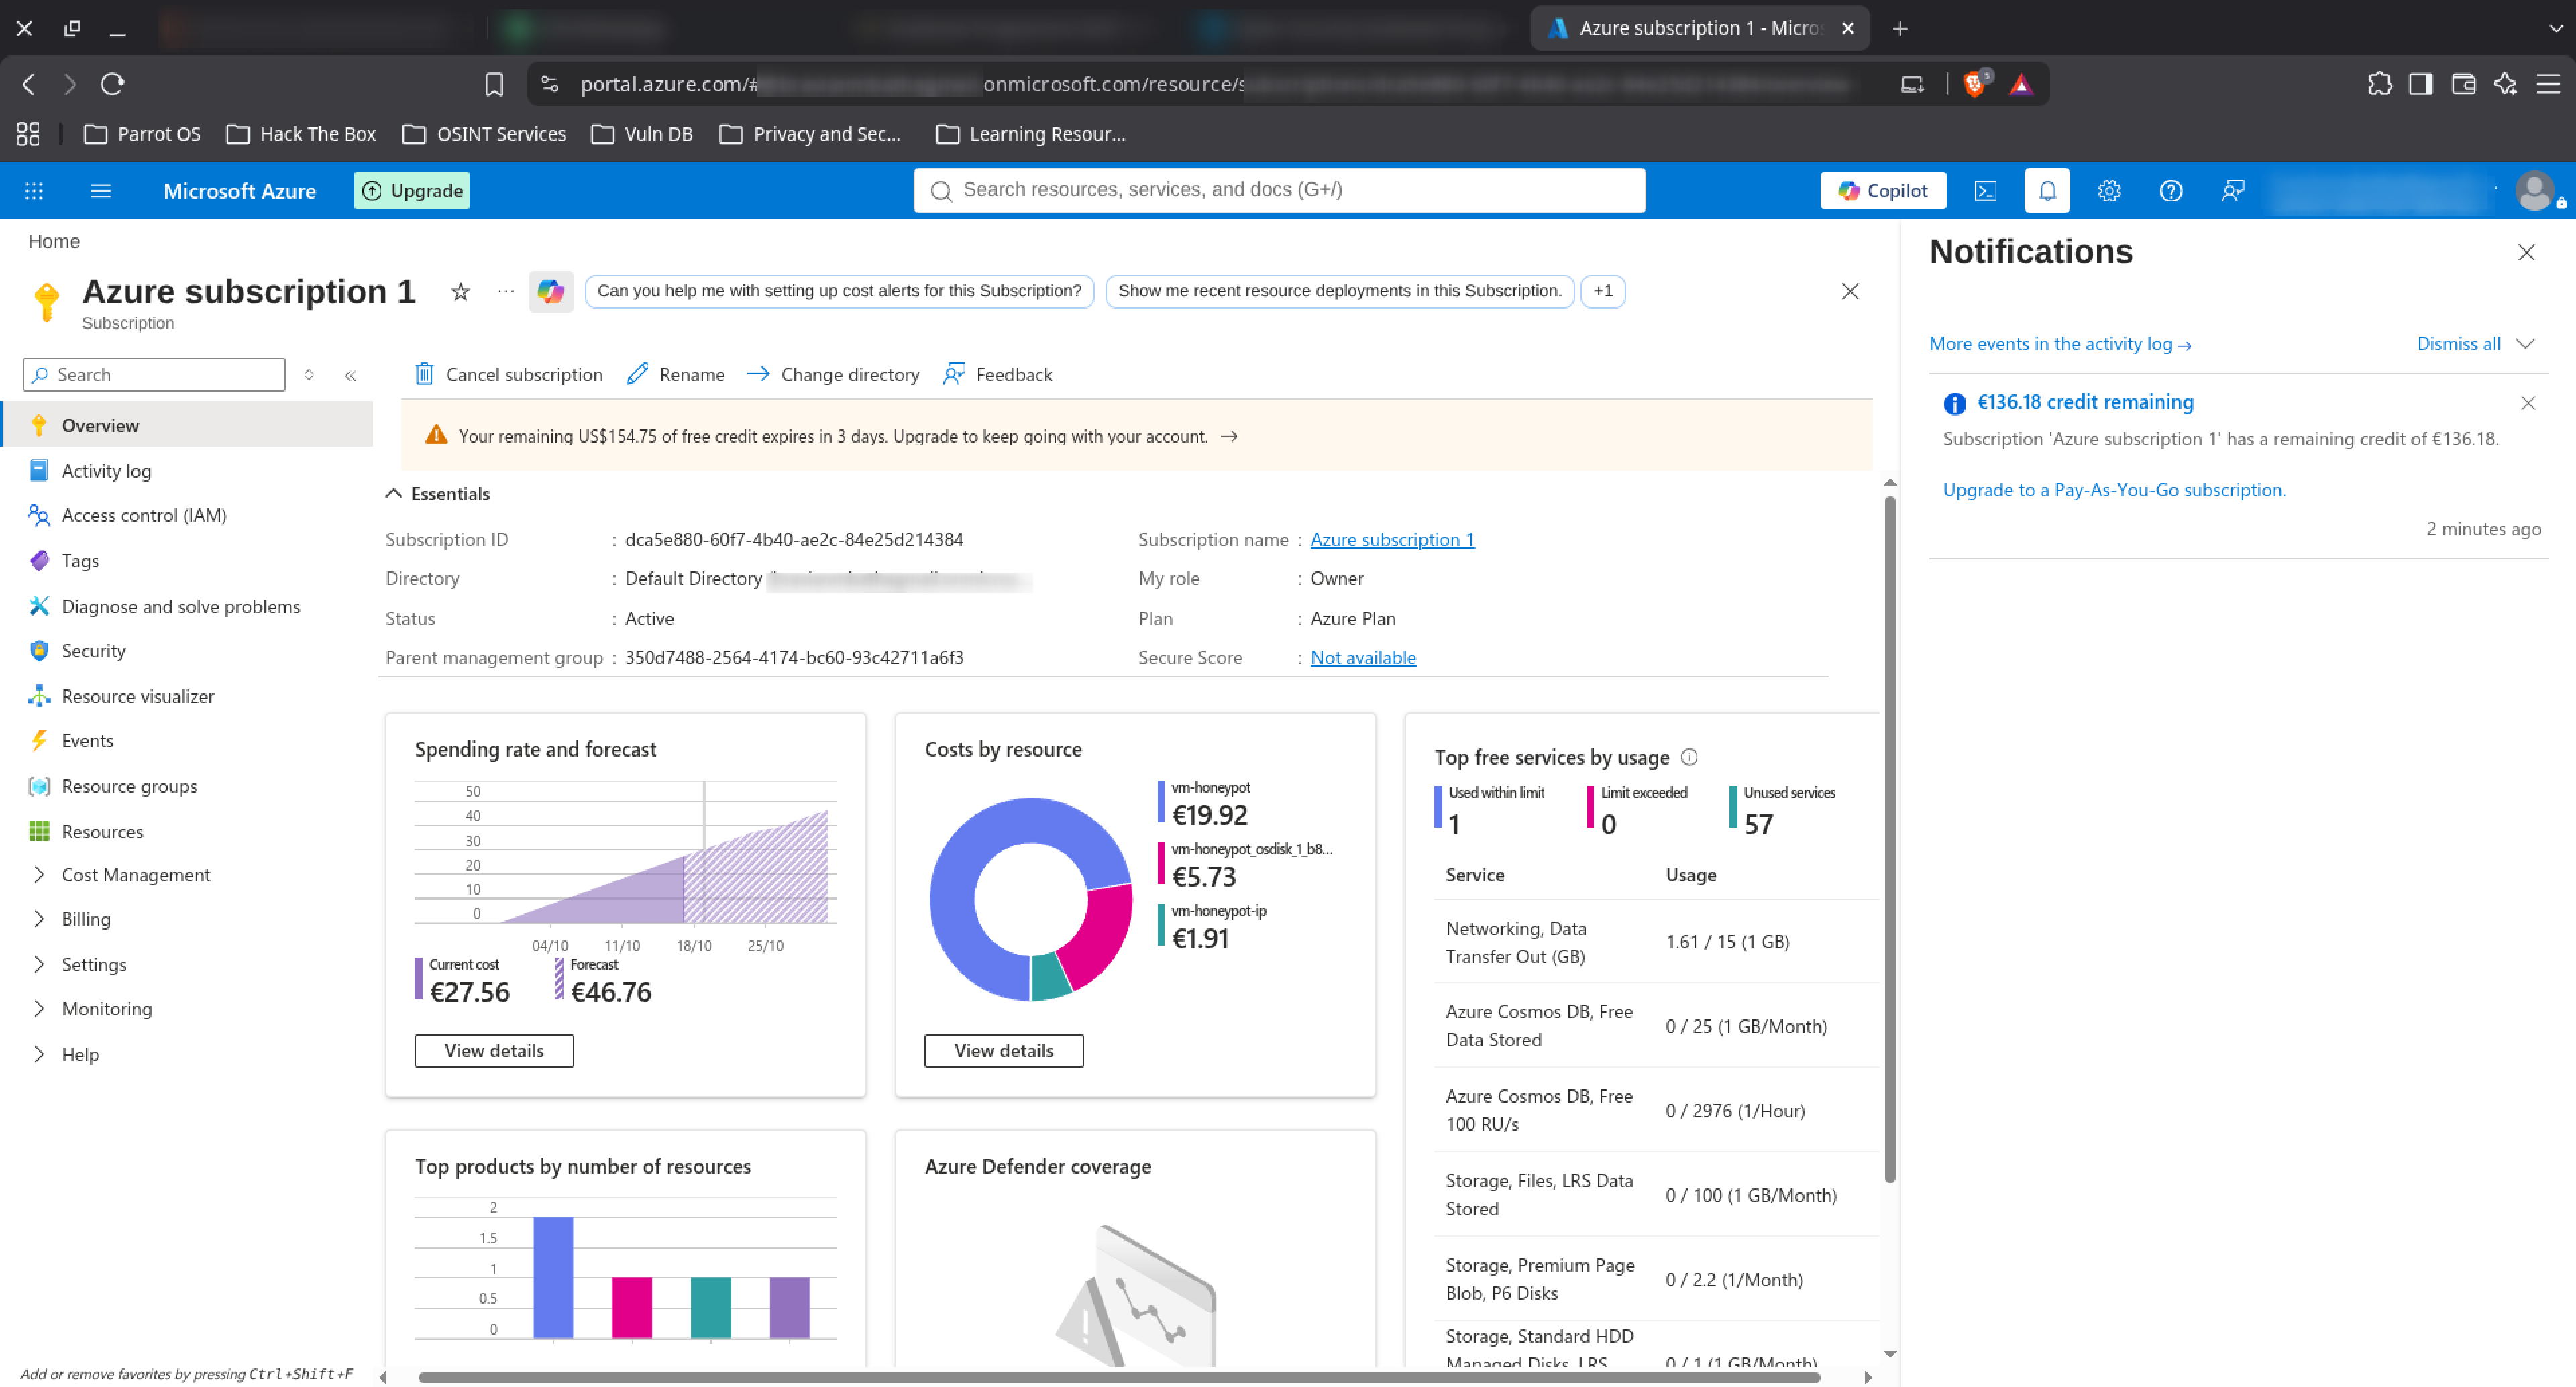 Azure subscription 1 - Micros
portal.azure.com/#
onmicrosoft.com/resource/s
5
Parrot OS
Hack The Box
OSINT Services
Vuln DB
Privacy and Sec...
Learning Resour...
Microsoft Azure
Upgrade
Search resources, services, and docs (G+/)
Copilot
Home
Azure subscription 1
Subscription
Can you help me with setting up cost alerts for this Subscription?
Show me recent resource deployments in this Subscription.
+1
Search
Cancel subscription
Rename
Change directory
Feedback
Overview
Activity log
Access control (IAM)
Tags
Diagnose and solve problems
Security
Resource visualizer
Events
Resource groups
Resources
Cost Management
Billing
Settings
Monitoring
Help
Add or remove favorites by pressing Ctrl+Shift+F
Your remaining US$154.75 of free credit expires in 3 days. Upgrade to keep going with your account.
Essentials
Subscription ID : dca5e880-60f7-4b40-ae2c-84e25d214384
Directory : Default Directory
Status : Active
Parent management group : 350d7488-2564-4174-bc60-93c42711a6f3
Subscription name : Azure subscription 1
My role : Owner
Plan : Azure Plan
Secure Score : Not available
Spending rate and forecast
50
40
30
20
10
0
04/10 11/10 18/10 25/10
Current cost
€27.56
Forecast
€46.76
View details
Costs by resource
vm-honeypot
€19.92
vm-honeypot_osdisk_1_b8...
€5.73
vm-honeypot-ip
€1.91
View details
Top free services by usage
Used within limit
1
Limit exceeded
0
Unused services
57
Service Usage
Networking, Data
Transfer Out (GB)
1.61 / 15 (1 GB)
Azure Cosmos DB, Free
Data Stored
0 / 25 (1 GB/Month)
Azure Cosmos DB, Free
100 RU/s
0 / 2976 (1/Hour)
Storage, Files, LRS Data
Stored
0 / 100 (1 GB/Month)
Storage, Premium Page
Blob, P6 Disks
0 / 2.2 (1/Month)
Storage, Standard HDD
Managed Disks, LRS
0 / 1 (1 GB/Month)
Top products by number of resources
2
1.5
1
0.5
0
Azure Defender coverage
Notifications
More events in the activity log →
Dismiss all
€136.18 credit remaining
Subscription 'Azure subscription 1' has a remaining credit of €136.18.
Upgrade to a Pay-As-You-Go subscription.
2 minutes ago